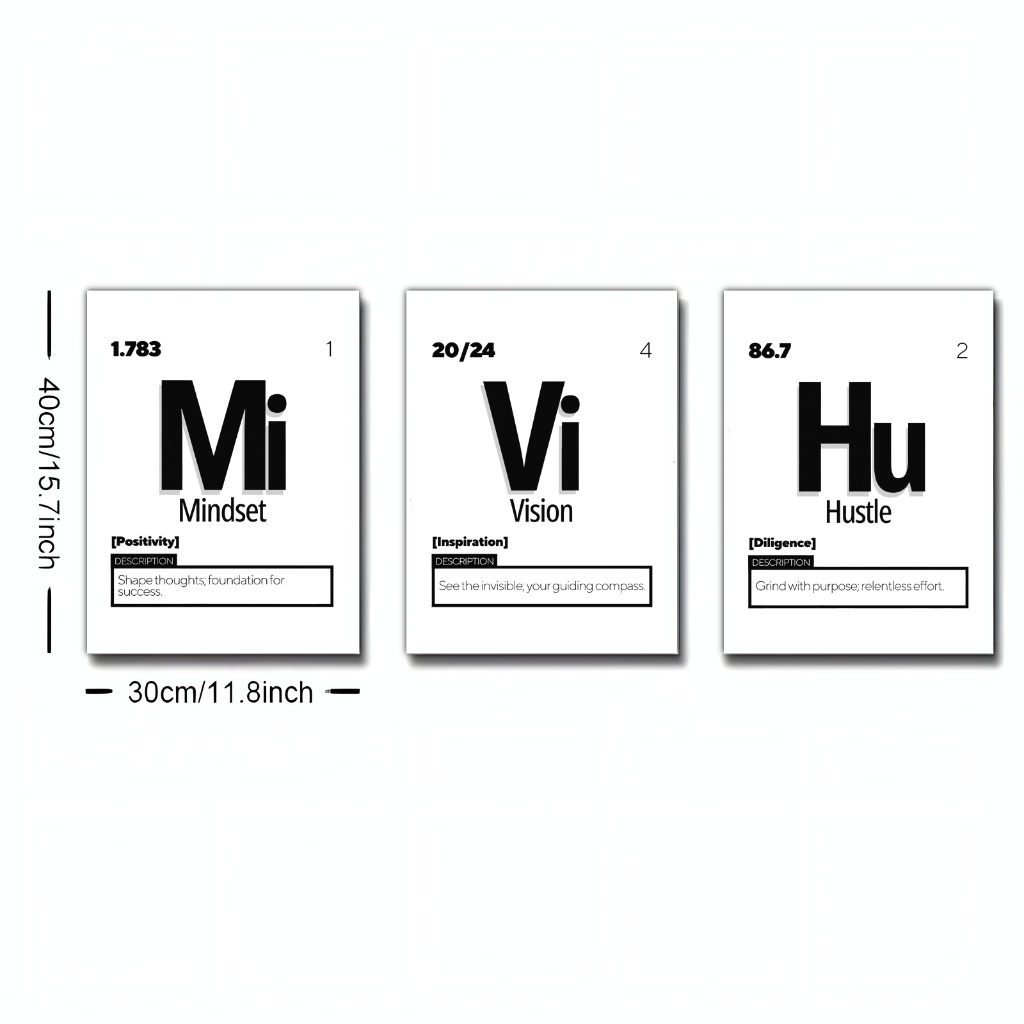 40cm/15.7inch
1.783
1
Mi
Mindset
[Positivity]
DESCRIPTION
Shape thoughts; foundation for
success.
20/24
4
Vi
Vision
[Inspiration]
DESCRIPTION
See the invisible; your guiding compass.
86.7
2
Hu
Hustle
[Diligence]
DESCRIPTION
Grind with purpose; relentless effort.
30cm/11.8inch